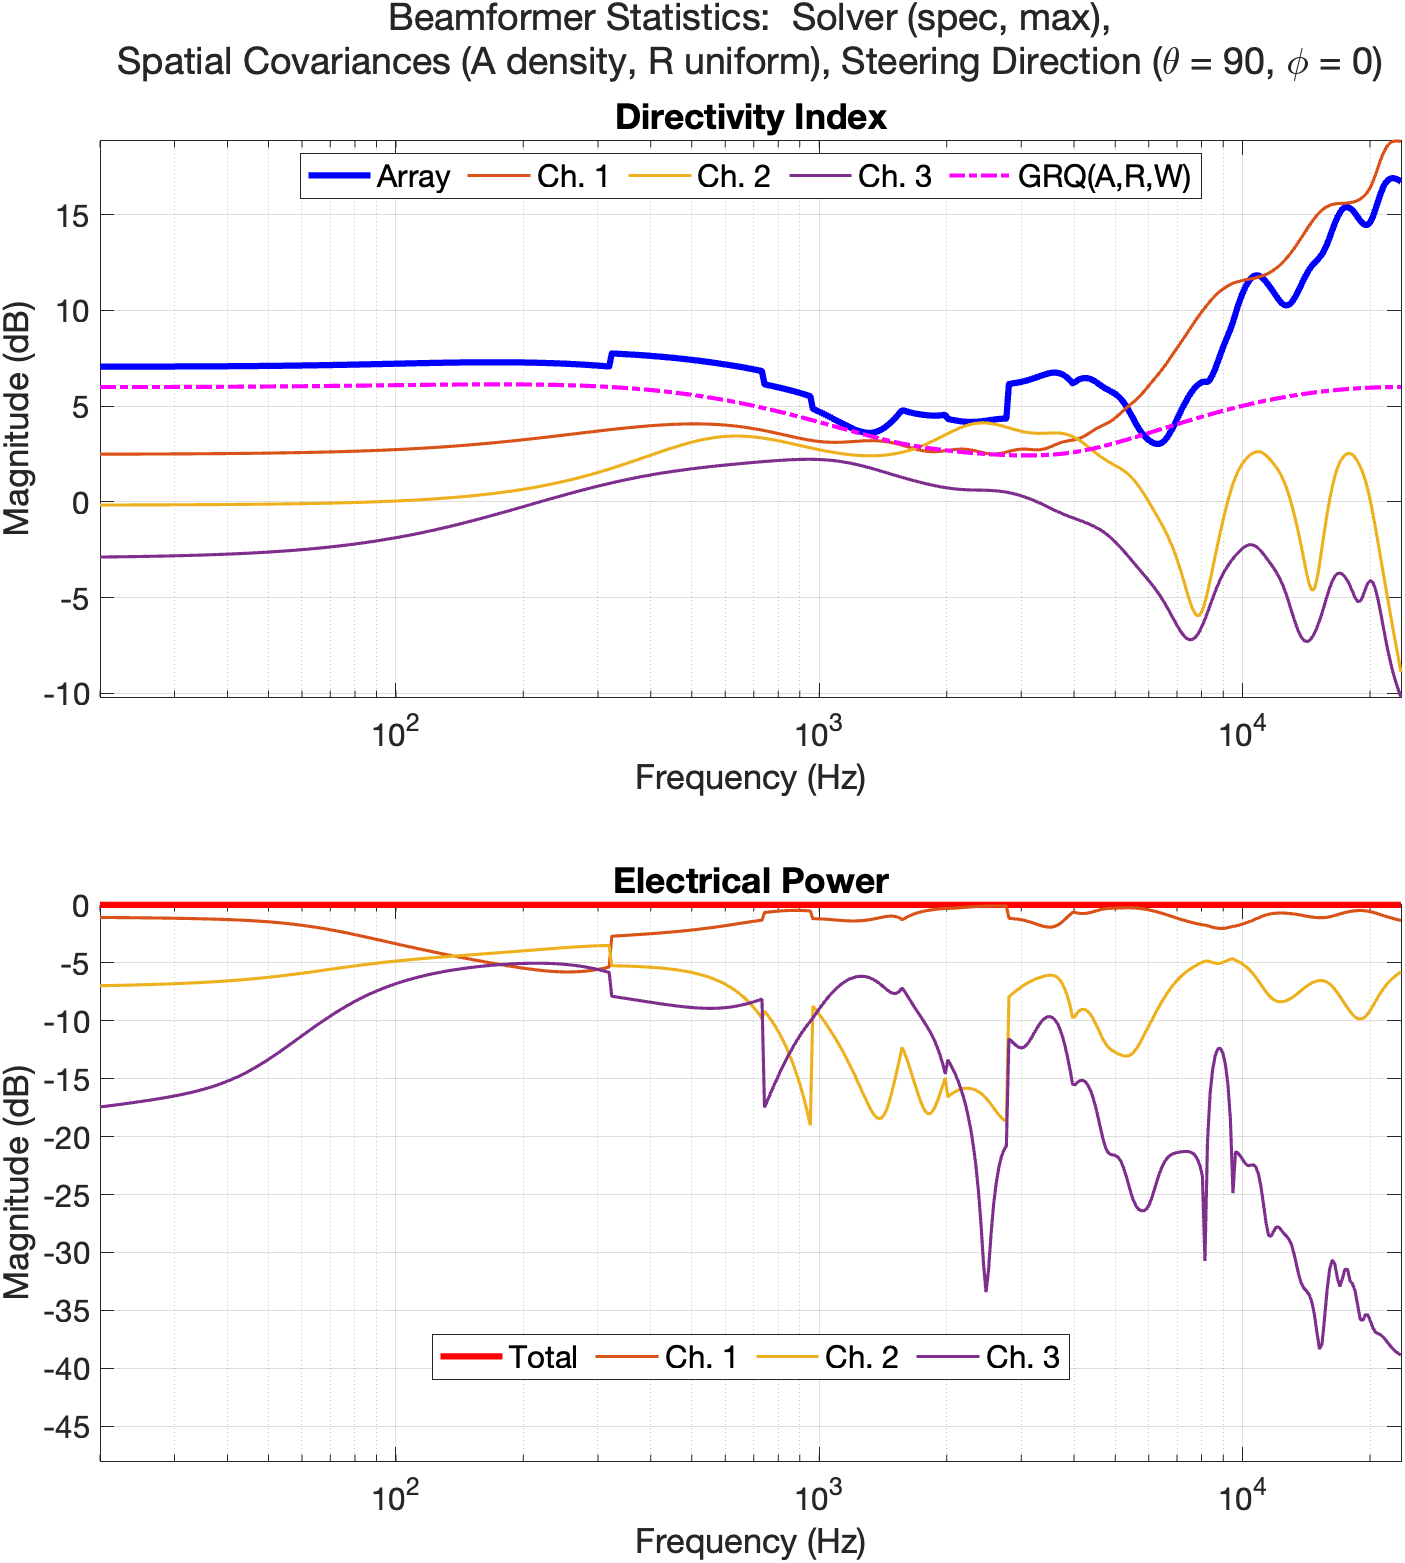 Beamformer Statistics:  Solver (spec, max),
Spatial Covariances (A density, R uniform), Steering Direction (θ = 90, ϕ = 0)
Directivity Index
Array Ch. 1 Ch. 2 Ch. 3 GRQ(A,R,W)
Magnitude (dB)
15
10
5
0
-5
-10
10² 10³ 10⁴
Frequency (Hz)
Electrical Power
Magnitude (dB)
0
-5
-10
-15
-20
-25
-30
-35
-40
-45
Total Ch. 1 Ch. 2 Ch. 3
10² 10³ 10⁴
Frequency (Hz)